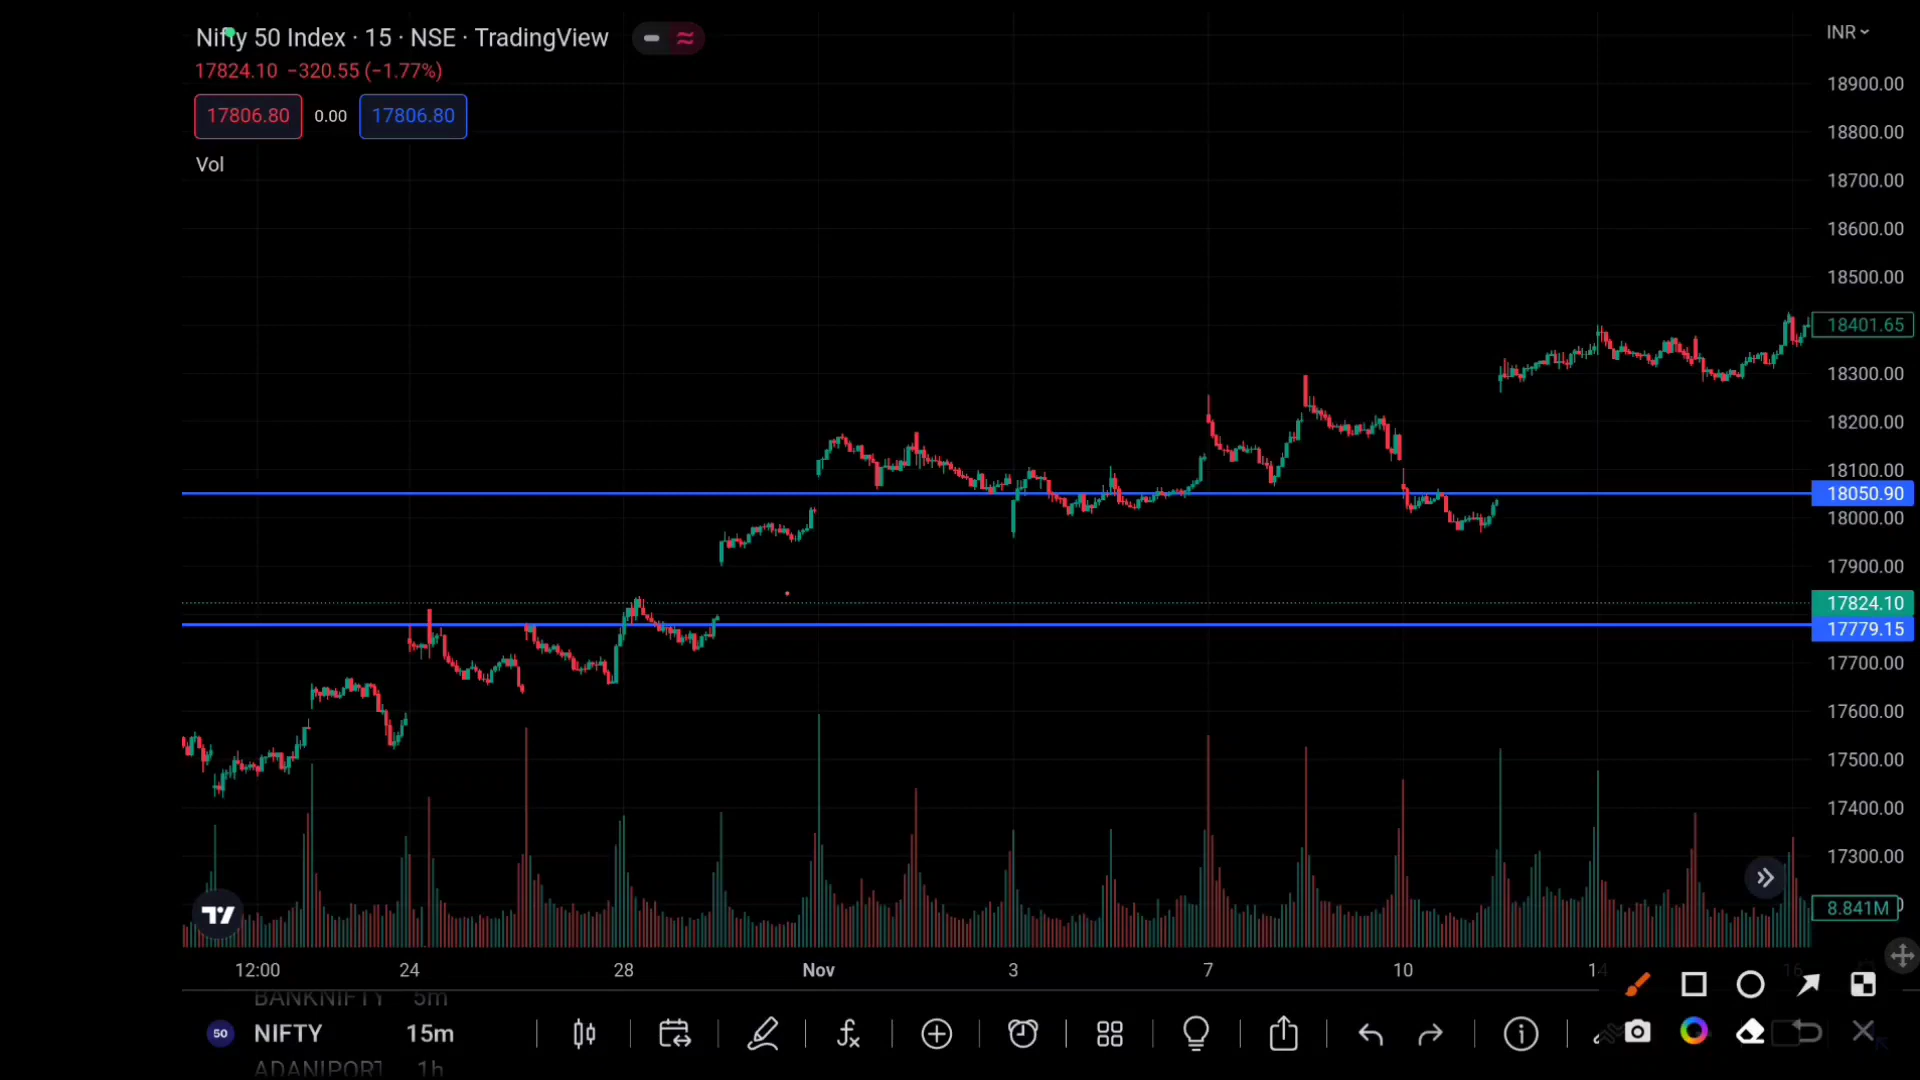 Nifty 50 Index · 15 · NSE · TradingView
INR
17824.10 −320.55 (−1.77%)
17806.80 0.00 17806.80
Vol
18900.00
18800.00
18700.00
18600.00
18500.00
18401.65
18300.00
18200.00
18100.00
18050.90
18000.00
17900.00
17824.10
17779.15
17700.00
17600.00
17500.00
17400.00
17300.00
8.841M
12:00 24 28 Nov 3 7 10 14 16
BANKNIFTY 5m
50 NIFTY 15m
ADANIPORT 1h